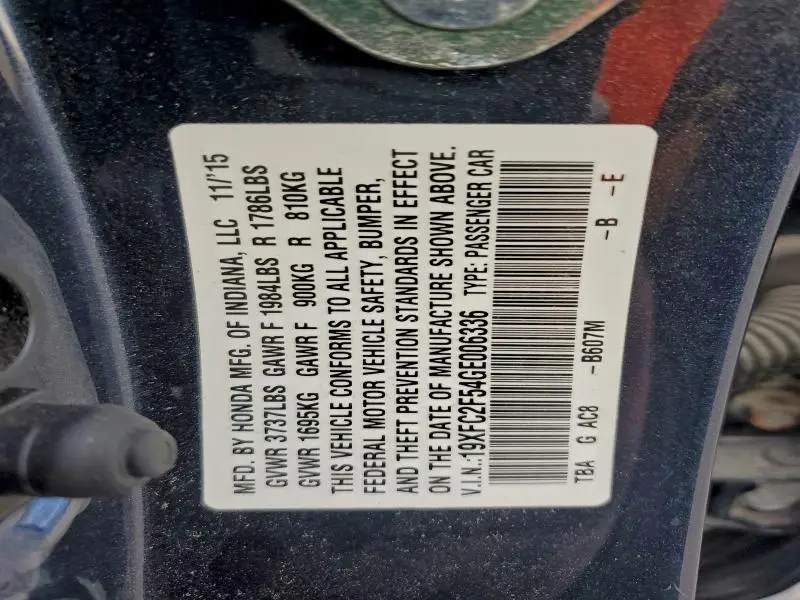 MFD. BY HONDA MFG. OF INDIANA, LLC 11/'15
GVWR 3737LBS GAWR F 1984LBS R 1786LBS
GVWR 1695KG GAWR F 900KG R 810KG
THIS VEHICLE CONFORMS TO ALL APPLICABLE
FEDERAL MOTOR VEHICLE SAFETY, BUMPER,
AND THEFT PREVENTION STANDARDS IN EFFECT
ON THE DATE OF MANUFACTURE SHOWN ABOVE.
V.I.N.:19XFC2F54GE006336 TYPE: PASSENGER CAR
TBA G AC8 -B607M -B -E